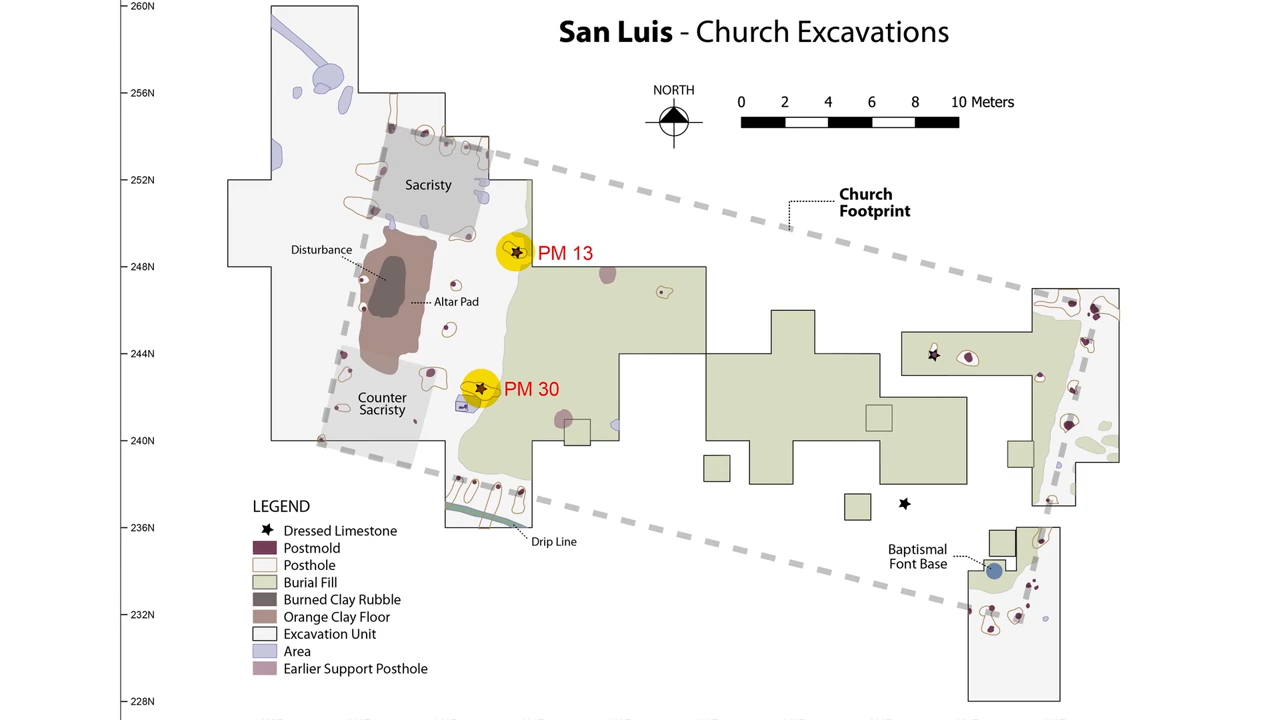 260N
San Luis - Church Excavations
NORTH
0 2 4 6 8 10 Meters
256N
252N
Sacristy
Church
Footprint
Disturbance
PM 13
248N
Altar Pad
244N
PM 30
Counter
Sacristy
240N
LEGEND
Dressed Limestone
Postmold
Posthole
Burial Fill
Burned Clay Rubble
Orange Clay Floor
Excavation Unit
Area
Earlier Support Posthole
236N
Drip Line
Baptismal
Font Base
232N
228N